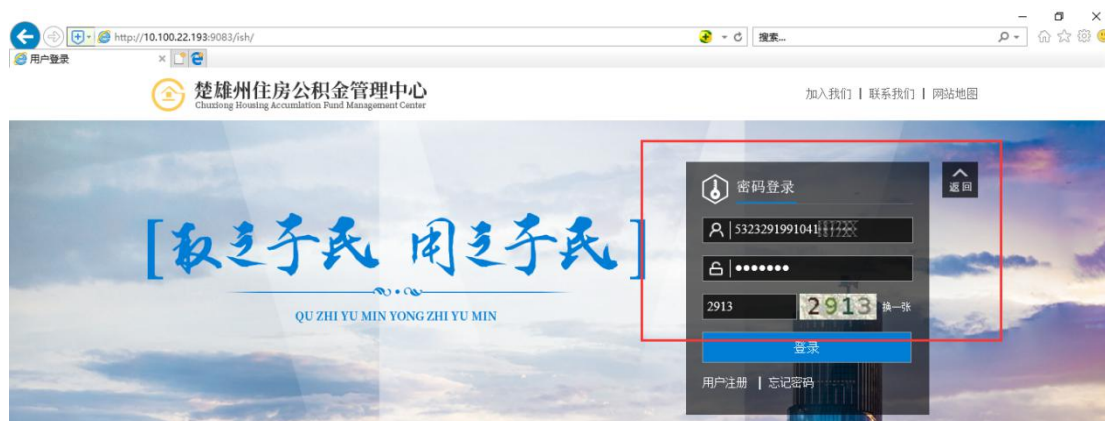 http://10.100.22.193:9083/ish/
搜索...
用户登录
楚雄州住房公积金管理中心
Chuxiong Housing Accumlation Fund Management Center
加入我们 | 联系我们 | 网站地图
密码登录
返回
[取之于民 用之于民]
5323291991041
QU ZHI YU MIN YONG ZHI YU MIN
2913
2913
换一张
登录
用户注册 | 忘记密码